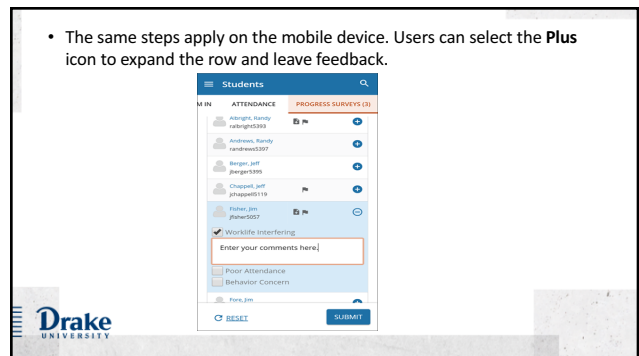 • The same steps apply on the mobile device. Users can select the Plus
icon to expand the row and leave feedback.
Students
M IN ATTENDANCE PROGRESS SURVEYS (3)
Albright, Randy
ralbright5393
Andrews, Randy
randrews5397
Berger, Jeff
jberger5395
Chappell, Jeff
jchappell5119
Fisher, Jim
jfisher5057
Worklife Interfering
Enter your comments here.
Poor Attendance
Behavior Concern
Fore, Jim
RESET SUBMIT
Drake
UNIVERSITY